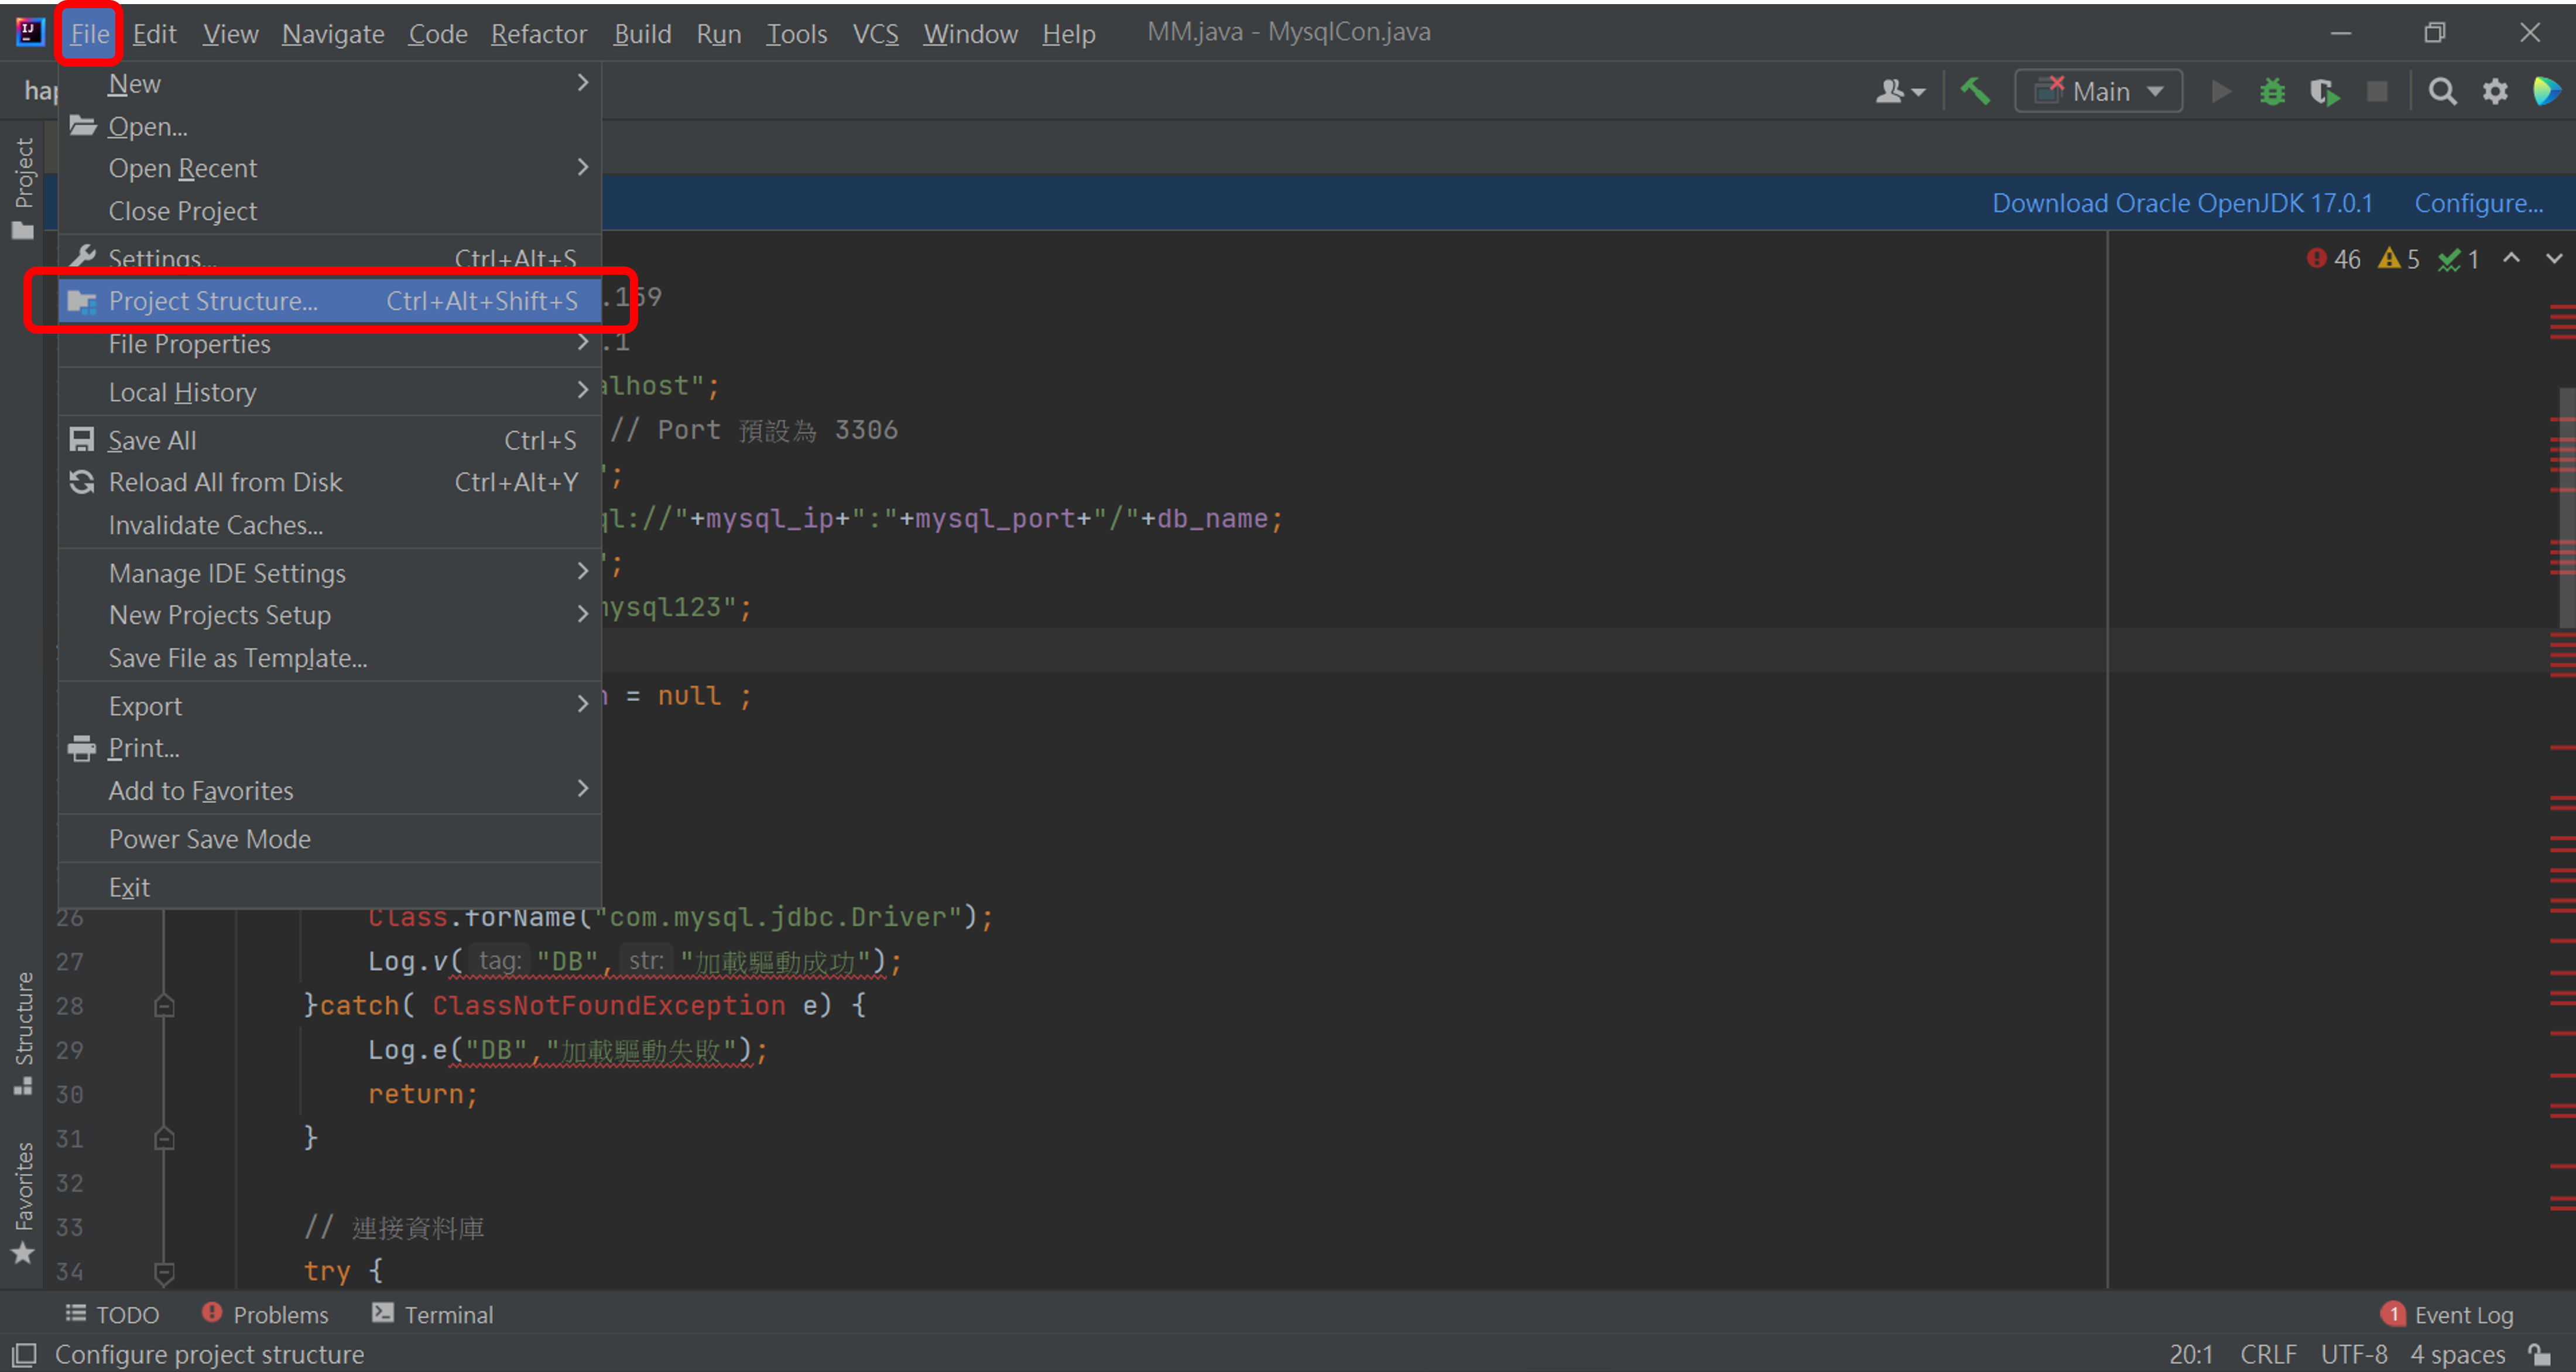 File Edit View Navigate Code Refactor Build Run Tools VCS Window Help MM.java - MysqlCon.java
Main
New
Open...
Open Recent
Close Project
Download Oracle OpenJDK 17.0.1 Configure...
Settings... Ctrl+Alt+S
46 5 1
Project Structure... Ctrl+Alt+Shift+S .159
File Properties .1
Local History alhost";
Save All Ctrl+S // Port 預設為 3306
Reload All from Disk Ctrl+Alt+Y ";
Invalidate Caches... ql://"+mysql_ip+":"+mysql_port+"/"+db_name;
Manage IDE Settings ";
New Projects Setup mysql123";
Save File as Template...
Export n = null ;
Print...
Add to Favorites
Power Save Mode
Exit
26 Class.forName("com.mysql.jdbc.Driver");
27 Log.v( tag: "DB", str: "加載驅動成功");
28 }catch( ClassNotFoundException e) {
29 Log.e("DB","加載驅動失敗");
30 return;
31 }
32
33 // 連接資料庫
34 try {
Project
Structure
Favorites
TODO Problems Terminal 1 Event Log
Configure project structure 20:1 CRLF UTF-8 4 spaces